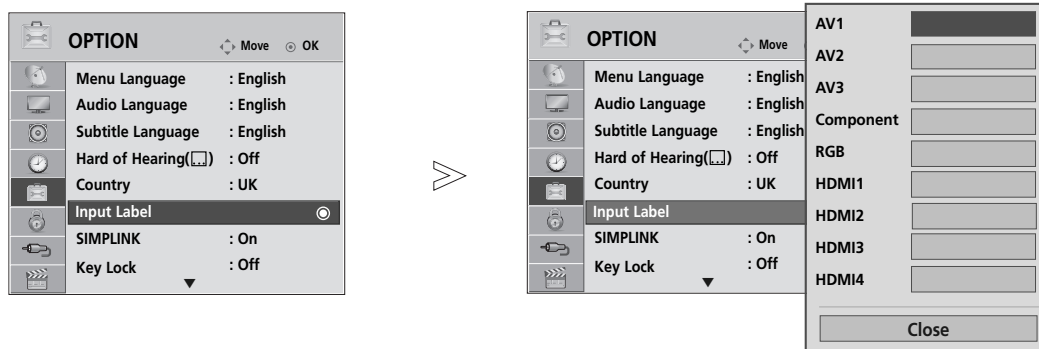 OPTION
Move OK
Menu Language : English
Audio Language : English
Subtitle Language : English
Hard of Hearing( ) : Off
Country : UK
Input Label
SIMPLINK : On
Key Lock : Off
OPTION
Move
Menu Language : English
Audio Language : English
Subtitle Language : English
Hard of Hearing( ) : Off
Country : UK
Input Label
SIMPLINK : On
Key Lock : Off
AV1
AV2
AV3
Component
RGB
HDMI1
HDMI2
HDMI3
HDMI4
Close